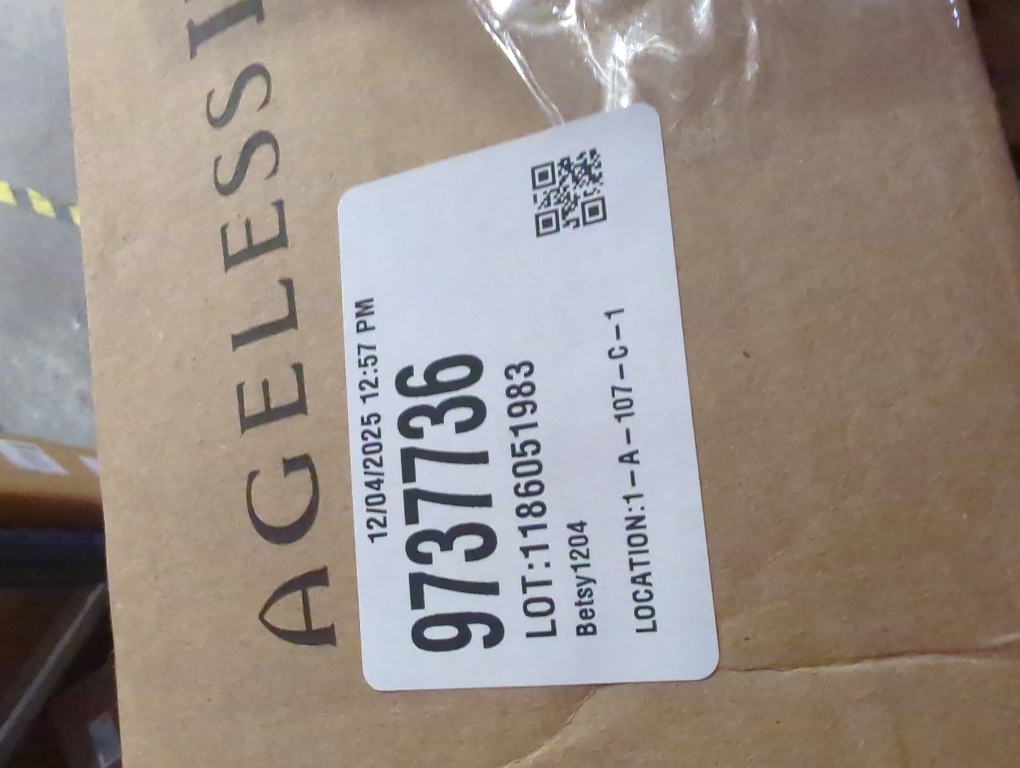 AGELESS
12/04/2025 12:57 PM
9737736
LOT:1186051983
Betsy1204
LOCATION:1-A-107-C-1